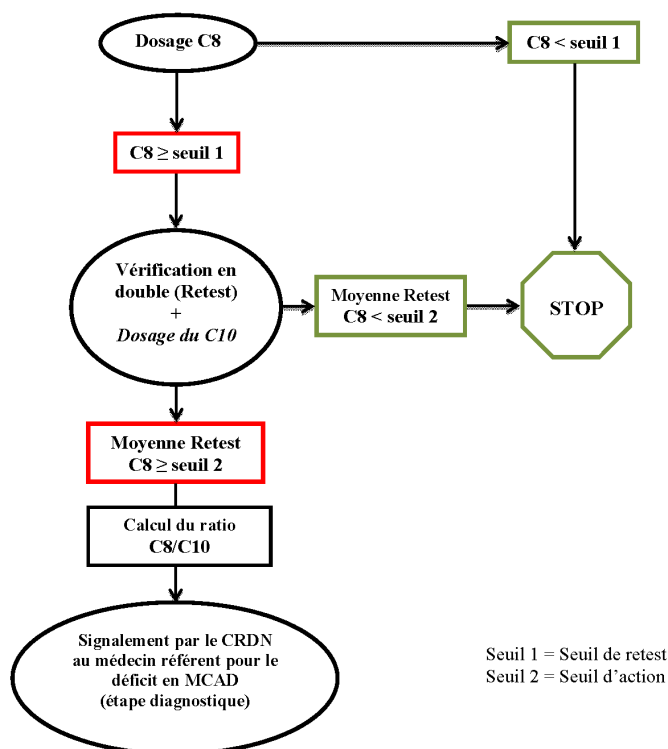 Dosage C8
C8 < seuil 1
C8 ≥ seuil 1
Vérification en
double (Retest)
+
Dosage du C10
Moyenne Retest
C8 < seuil 2
STOP
Moyenne Retest
C8 ≥ seuil 2
Calcul du ratio
C8/C10
Signalement par le CRDN
au médecin référent pour le
déficit en MCAD
(étape diagnostique)
Seuil 1 = Seuil de retest
Seuil 2 = Seuil d’action